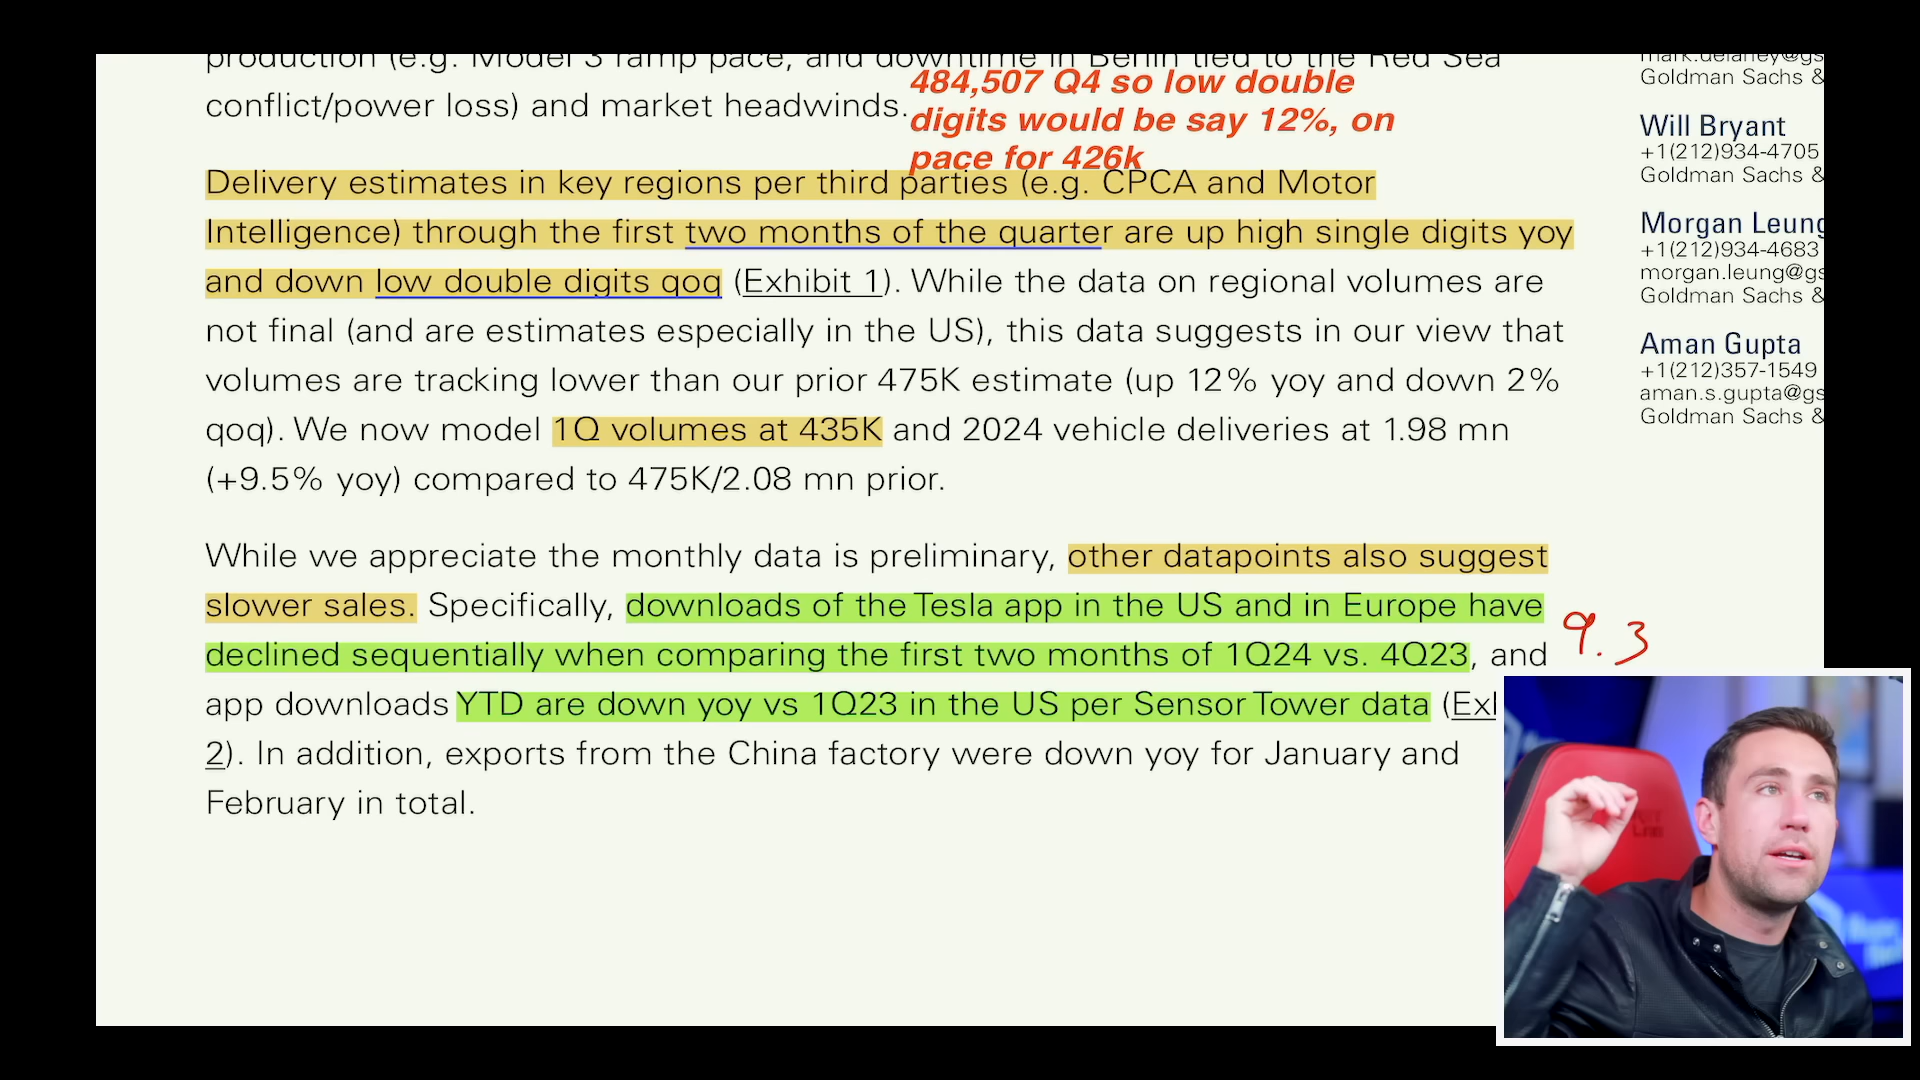 production (e.g. Model 3 ramp pace, and downtime in Berlin tied to the Red Sea
conflict/power loss) and market headwinds.
484,507 Q4 so low double
digits would be say 12%, on
pace for 426k
Delivery estimates in key regions per third parties (e.g. CPCA and Motor
Intelligence) through the first two months of the quarter are up high single digits yoy
and down low double digits qoq (Exhibit 1). While the data on regional volumes are
not final (and are estimates especially in the US), this data suggests in our view that
volumes are tracking lower than our prior 475K estimate (up 12% yoy and down 2%
qoq). We now model 1Q volumes at 435K and 2024 vehicle deliveries at 1.98 mn
(+9.5% yoy) compared to 475K/2.08 mn prior.
While we appreciate the monthly data is preliminary, other datapoints also suggest
slower sales. Specifically, downloads of the Tesla app in the US and in Europe have
declined sequentially when comparing the first two months of 1Q24 vs. 4Q23, and
app downloads YTD are down yoy vs 1Q23 in the US per Sensor Tower data (Ex
2). In addition, exports from the China factory were down yoy for January and
February in total.
9.3
mark.delaney@gs
Goldman Sachs &
Will Bryant
+1(212)934-4705
Goldman Sachs &
Morgan Leung
+1(212)934-4683
morgan.leung@gs
Goldman Sachs &
Aman Gupta
+1(212)357-1549
aman.s.gupta@gs
Goldman Sachs &